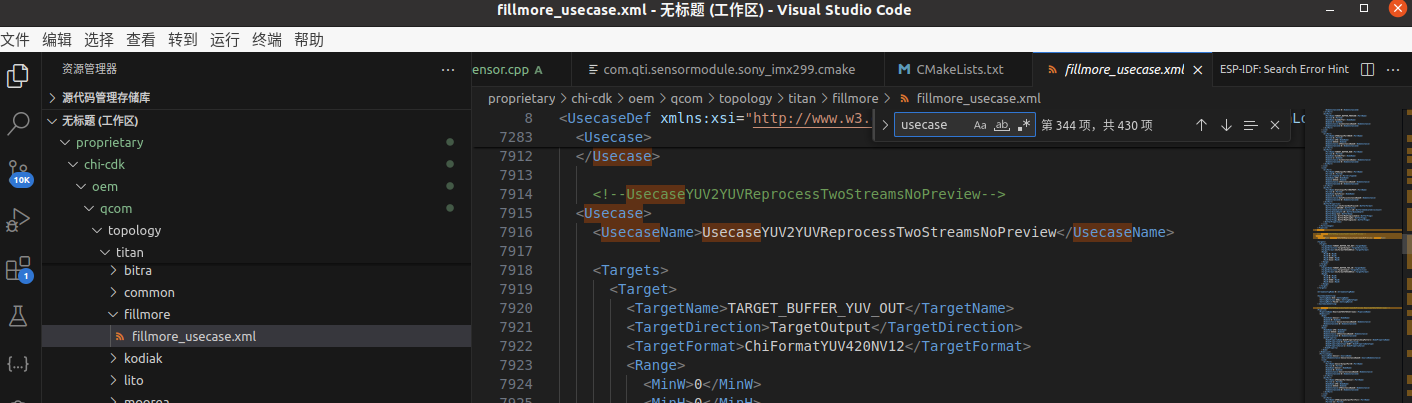 fillmore_usecase.xml - 无标题 (工作区) - Visual Studio Code
文件 编辑 选择 查看 转到 运行 终端 帮助
资源管理器
源代码管理存储库
无标题 (工作区)
proprietary
chi-cdk
oem
qcom
topology
titan
bitra
common
fillmore
fillmore_usecase.xml
kodiak
lito
10K
1
ensor.cpp A
com.qti.sensormodule.sony_imx299.cmake
CMakeLists.txt
fillmore_usecase.xml
ESP-IDF: Search Error Hint
proprietary > chi-cdk > oem > qcom > topology > titan > fillmore > fillmore_usecase.xml
usecase Aa ab .* 第 344 项，共 430 项
8 <UsecaseDef xmlns:xsi="http://www.w3.
7283 <Usecase>
7912 </Usecase>
7913
7914 <!--UsecaseYUV2YUVReprocessTwoStreamsNoPreview-->
7915 <Usecase>
7916 <UsecaseName>UsecaseYUV2YUVReprocessTwoStreamsNoPreview</UsecaseName>
7917
7918 <Targets>
7919 <Target>
7920 <TargetName>TARGET_BUFFER_YUV_OUT</TargetName>
7921 <TargetDirection>TargetOutput</TargetDirection>
7922 <TargetFormat>ChiFormatYUV420NV12</TargetFormat>
7923 <Range>
7924 <MinW>0</MinW>
7925 <MinH>0</MinH>